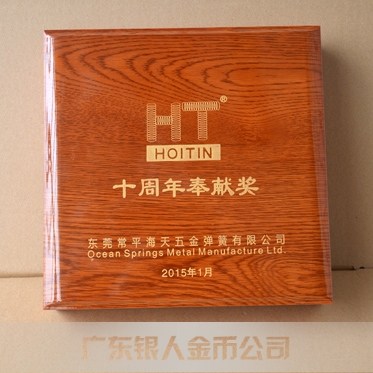 HT®
HOITIN
十周年奉献奖
东莞常平海天五金弹簧有限公司
Ocean Springs Metal Manufacture Ltd.
2015年1月
广东银人金币公司